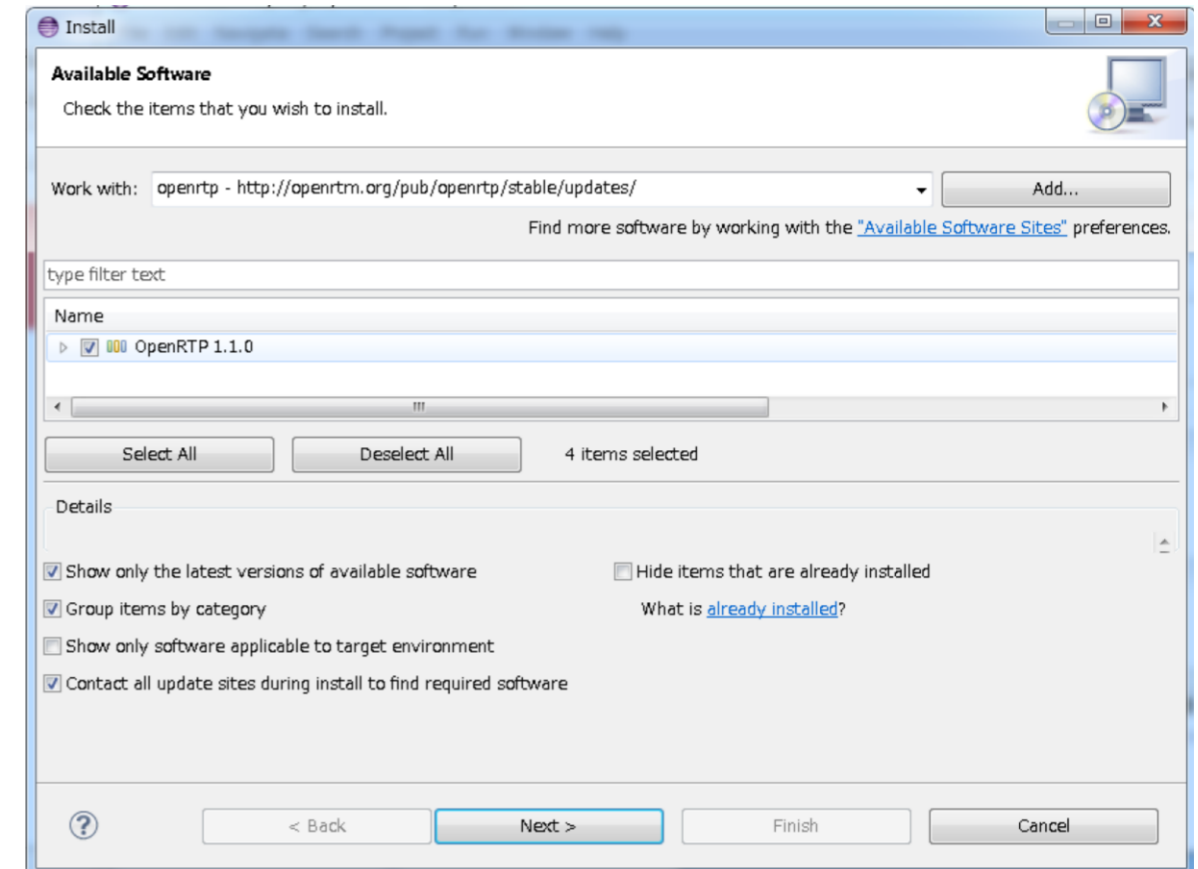 Install
Available Software
Check the items that you wish to install.
Work with: openrtp - http://openrtm.org/pub/openrtp/stable/updates/ Add...
Find more software by working with the "Available Software Sites" preferences.
type filter text
Name
OpenRTP 1.1.0
Select All Deselect All 4 items selected
Details
Show only the latest versions of available software Hide items that are already installed
Group items by category What is already installed?
Show only software applicable to target environment
Contact all update sites during install to find required software
? < Back Next > Finish Cancel